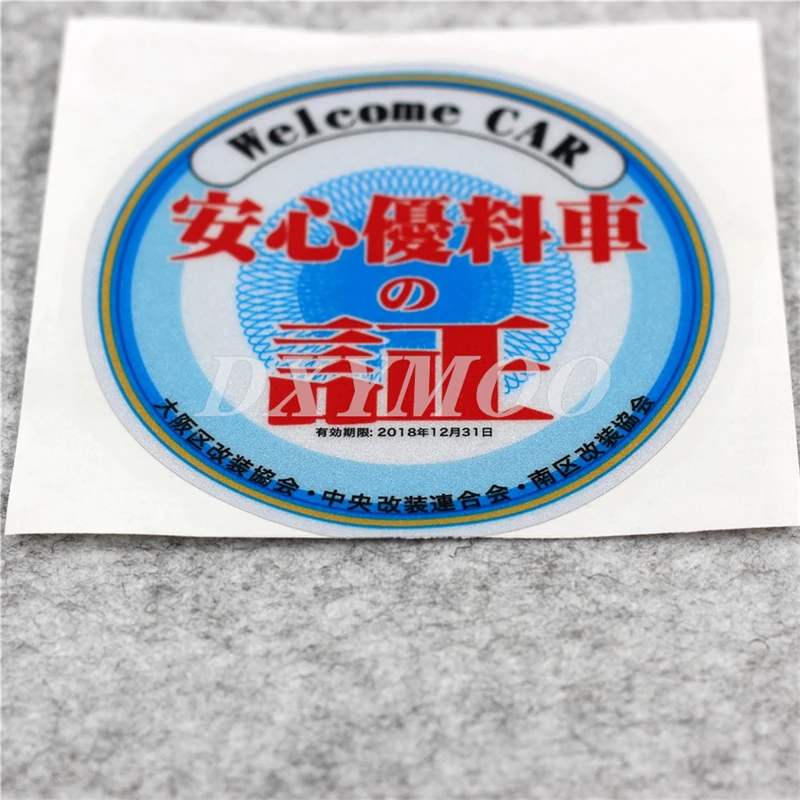 Welcome CAR
安心優料車
の
証
DXYMOO
有効期限: 2018年12月31日
大阪区改装協会・中央改装連合会・南区改装協会